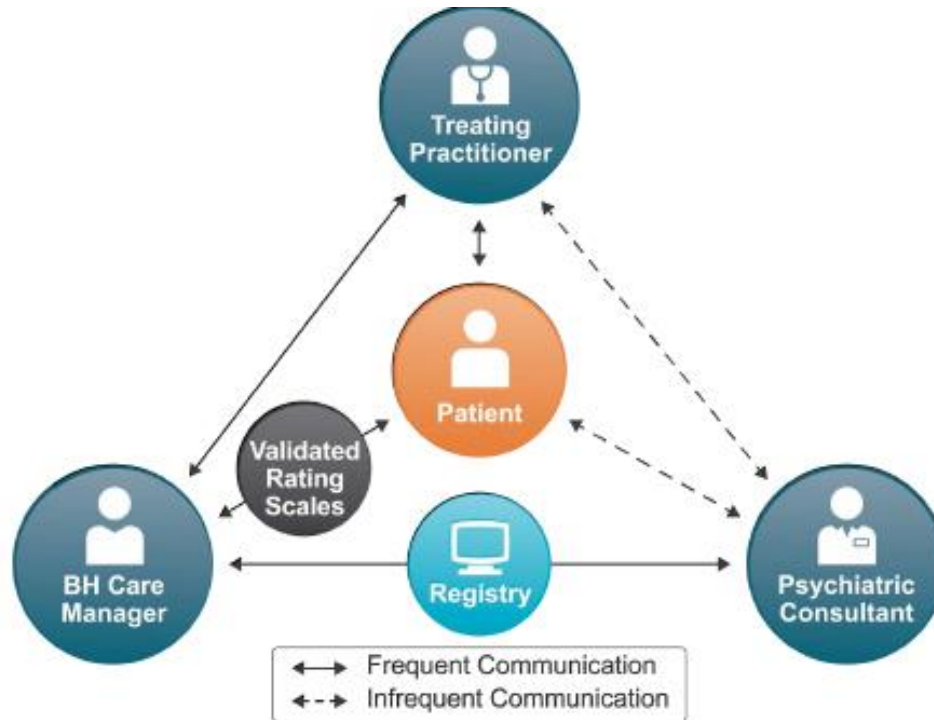 Treating
Practitioner
Patient
Validated
Rating
Scales
BH Care
Manager
Registry
Psychiatric
Consultant
Frequent Communication
Infrequent Communication